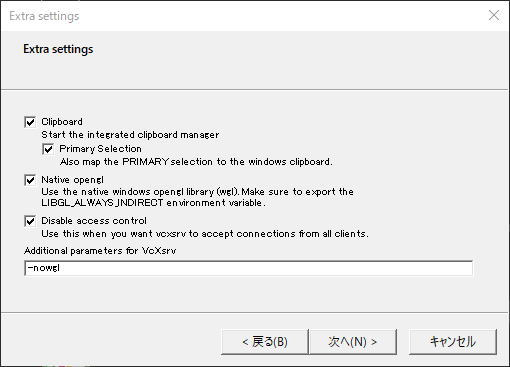 Extra settings
Extra settings
Clipboard
Start the integrated clipboard manager
Primary Selection
Also map the PRIMARY selection to the windows clipboard.
Native opengl
Use the native windows opengl library (wgl). Make sure to export the
LIBGL_ALWAYS_INDIRECT environment variable.
Disable access control
Use this when you want vcxsrv to accept connections from all clients.
Additional parameters for VcXsrv
-nowgl
< 戻る(B) 次へ(N) > キャンセル